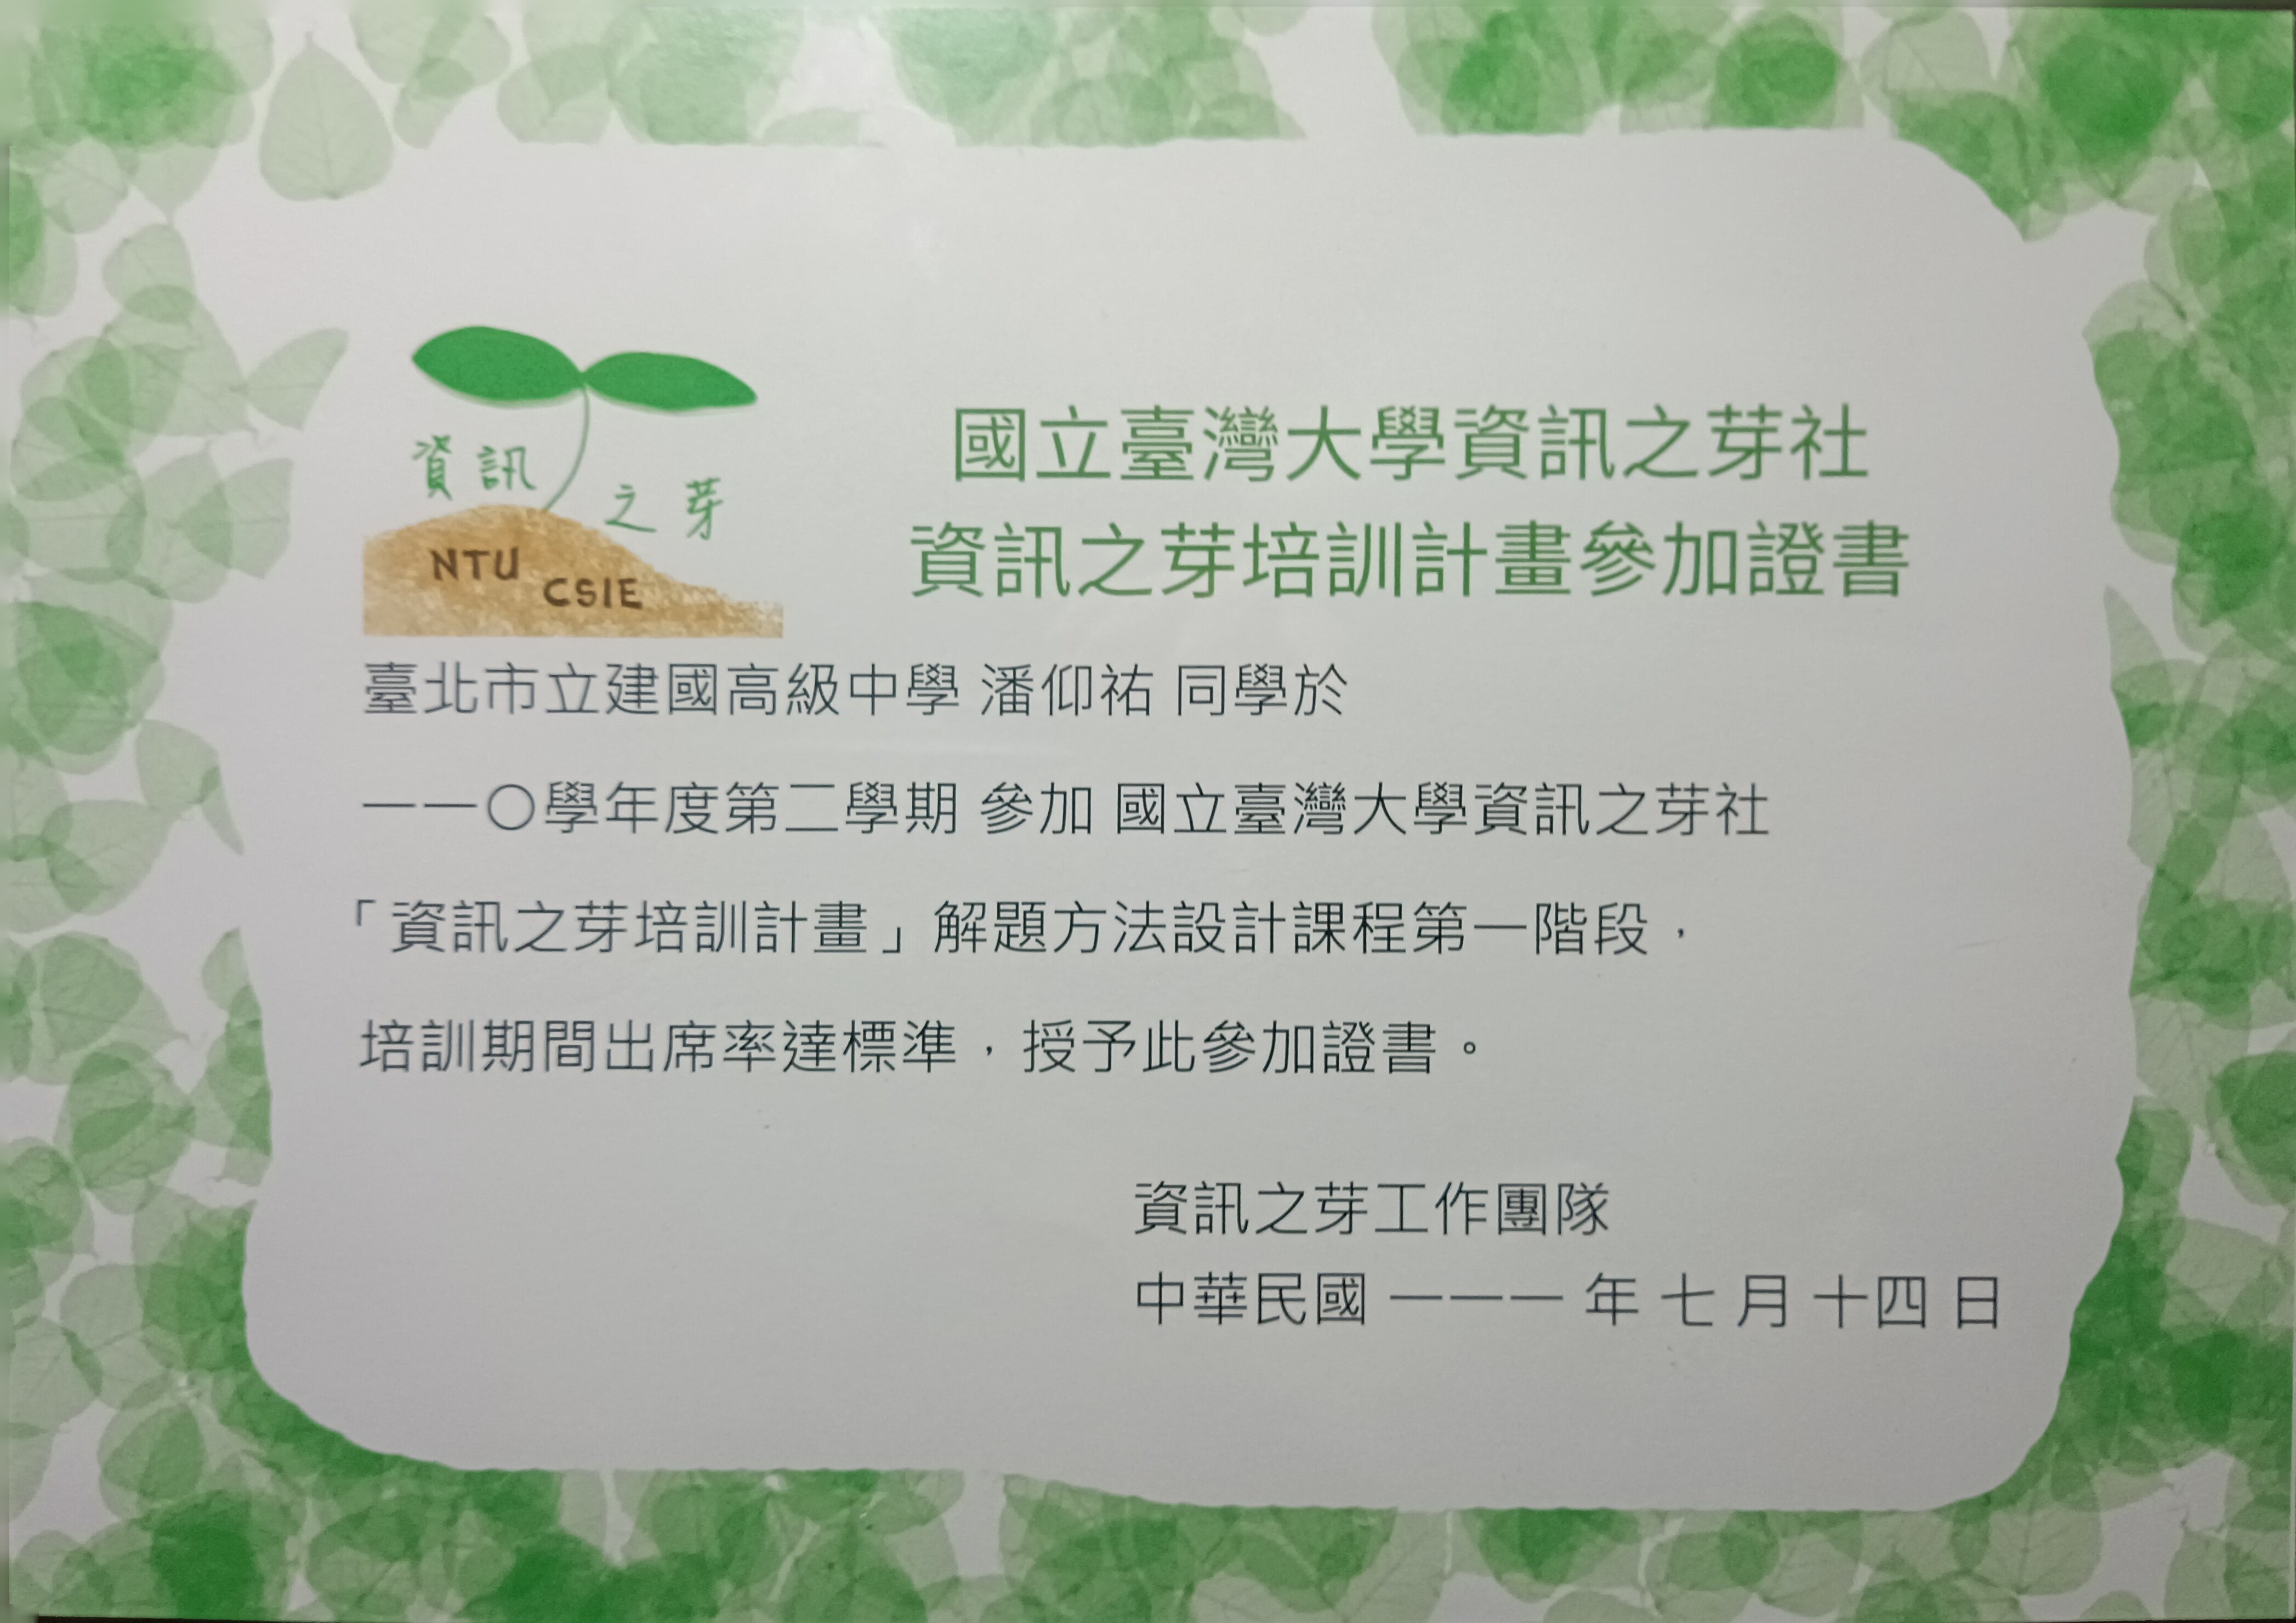 資訊之芽
NTU CSIE
國立臺灣大學資訊之芽社
資訊之芽培訓計畫參加證書
臺北市立建國高級中學 潘仰祐 同學於
一一〇學年度第二學期 參加 國立臺灣大學資訊之芽社
「資訊之芽培訓計畫」解題方法設計課程第一階段，
培訓期間出席率達標準，授予此參加證書。
資訊之芽工作團隊
中華民國 一一一 年 七 月 十四 日